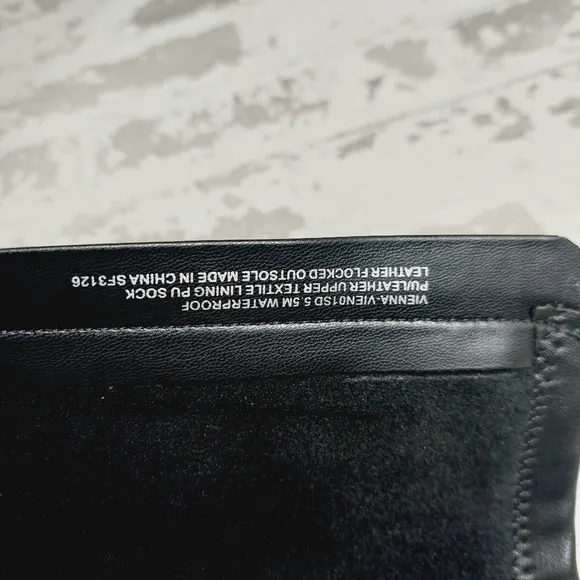 VIENNA-VIEN01SD 5.5M WATERPROOF
PU/LEATHER UPPER TEXTILE LINING PU SOCK
LEATHER FLOCKED OUTSOLE MADE IN CHINA SF3126